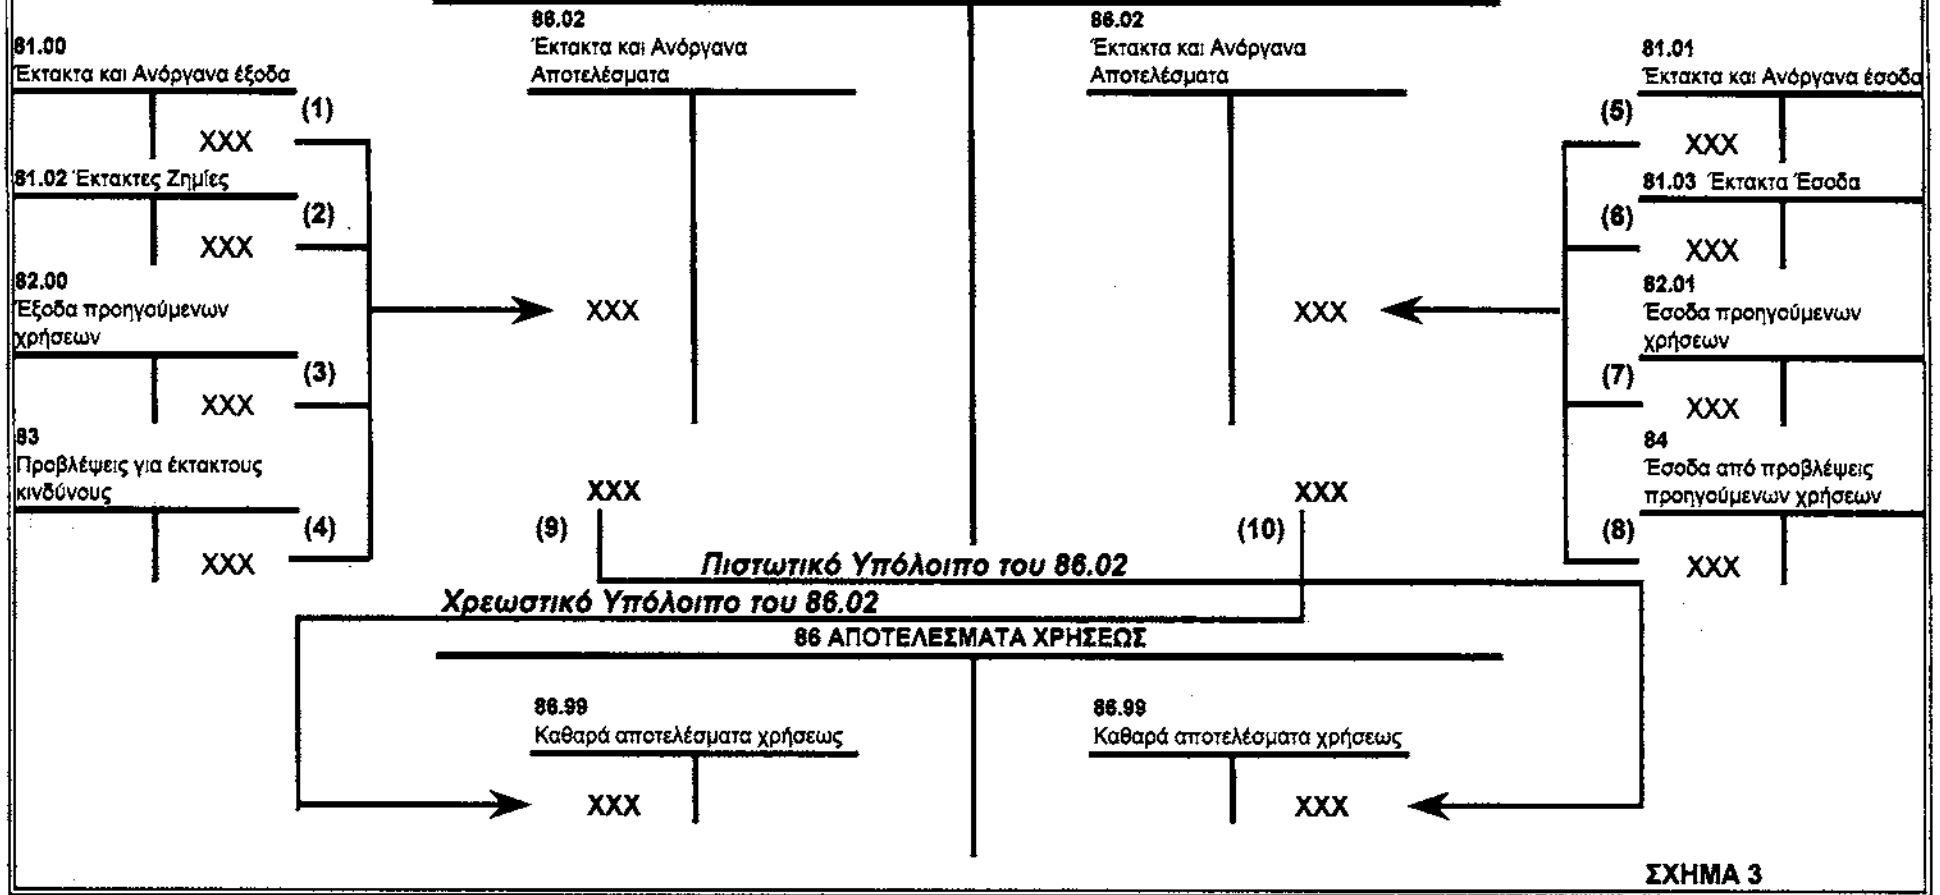 86.02
Έκτακτα και Ανόργανα
Αποτελέσματα
86.02
Έκτακτα και Ανόργανα
Αποτελέσματα
81.00
Έκτακτα και Ανόργανα έξοδα
(1)
XXX
81.02 Έκτακτες Ζημίες
(2)
XXX
82.00
Έξοδα προηγούμενων
χρήσεων
(3)
XXX
83
Προβλέψεις για έκτακτους
κινδύνους
(4)
XXX
XXX
XXX
(9)
XXX
XXX
(10)
81.01
Έκτακτα και Ανόργανα έσοδα
(5)
XXX
81.03 Έκτακτα Έσοδα
(6)
XXX
82.01
Έσοδα προηγούμενων
χρήσεων
(7)
XXX
84
Έσοδα από προβλέψεις
προηγούμενων χρήσεων
(8)
XXX
Πιστωτικό Υπόλοιπο του 86.02
Χρεωστικό Υπόλοιπο του 86.02
86 ΑΠΟΤΕΛΕΣΜΑΤΑ ΧΡΗΣΕΩΣ
86.99
Καθαρά αποτελέσματα χρήσεως
XXX
86.99
Καθαρά αποτελέσματα χρήσεως
XXX
ΣΧΗΜΑ 3